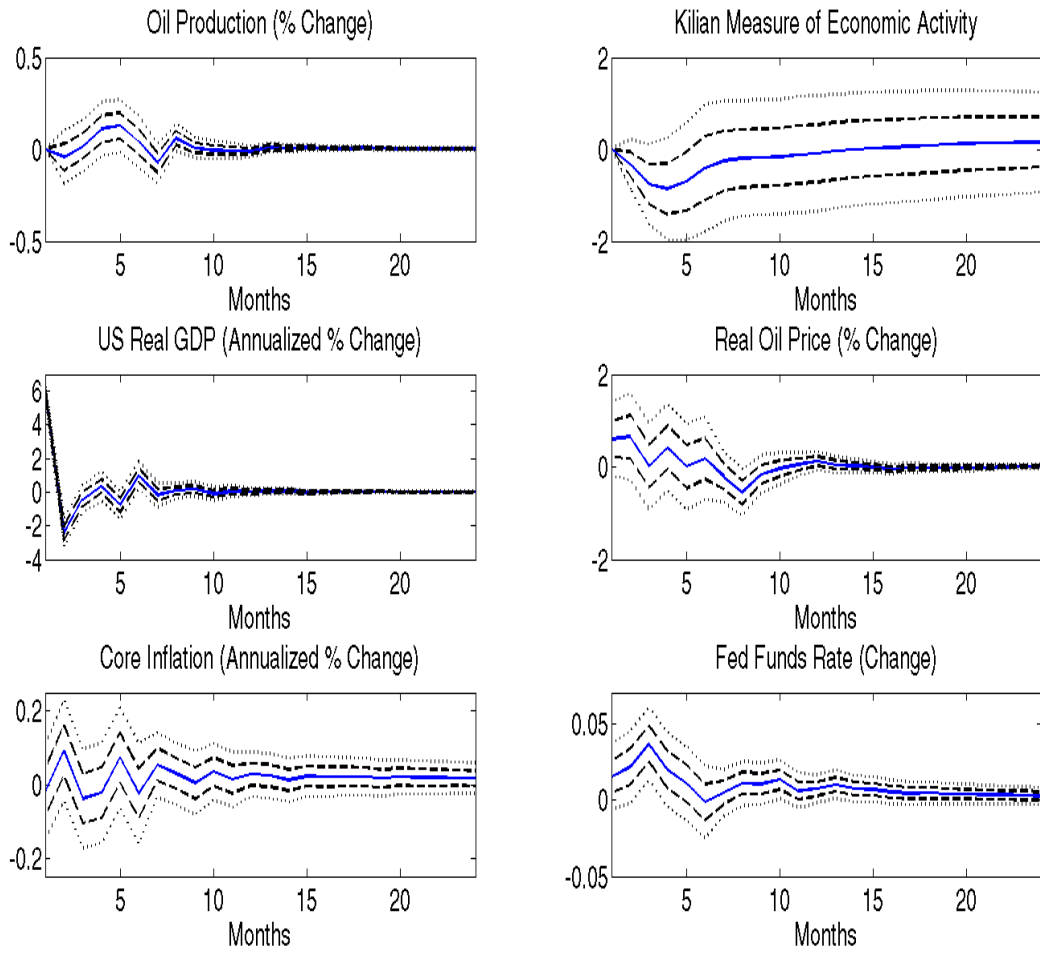 Oil Production (% Change)
0.5
0
-0.5
5 10 15 20
Months
Kilian Measure of Economic Activity
2
0
-2
5 10 15 20
Months
US Real GDP (Annualized % Change)
6
4
2
0
-2
-4
5 10 15 20
Months
Real Oil Price (% Change)
2
0
-2
5 10 15 20
Months
Core Inflation (Annualized % Change)
0.2
0
-0.2
5 10 15 20
Months
Fed Funds Rate (Change)
0.05
0
-0.05
5 10 15 20
Months